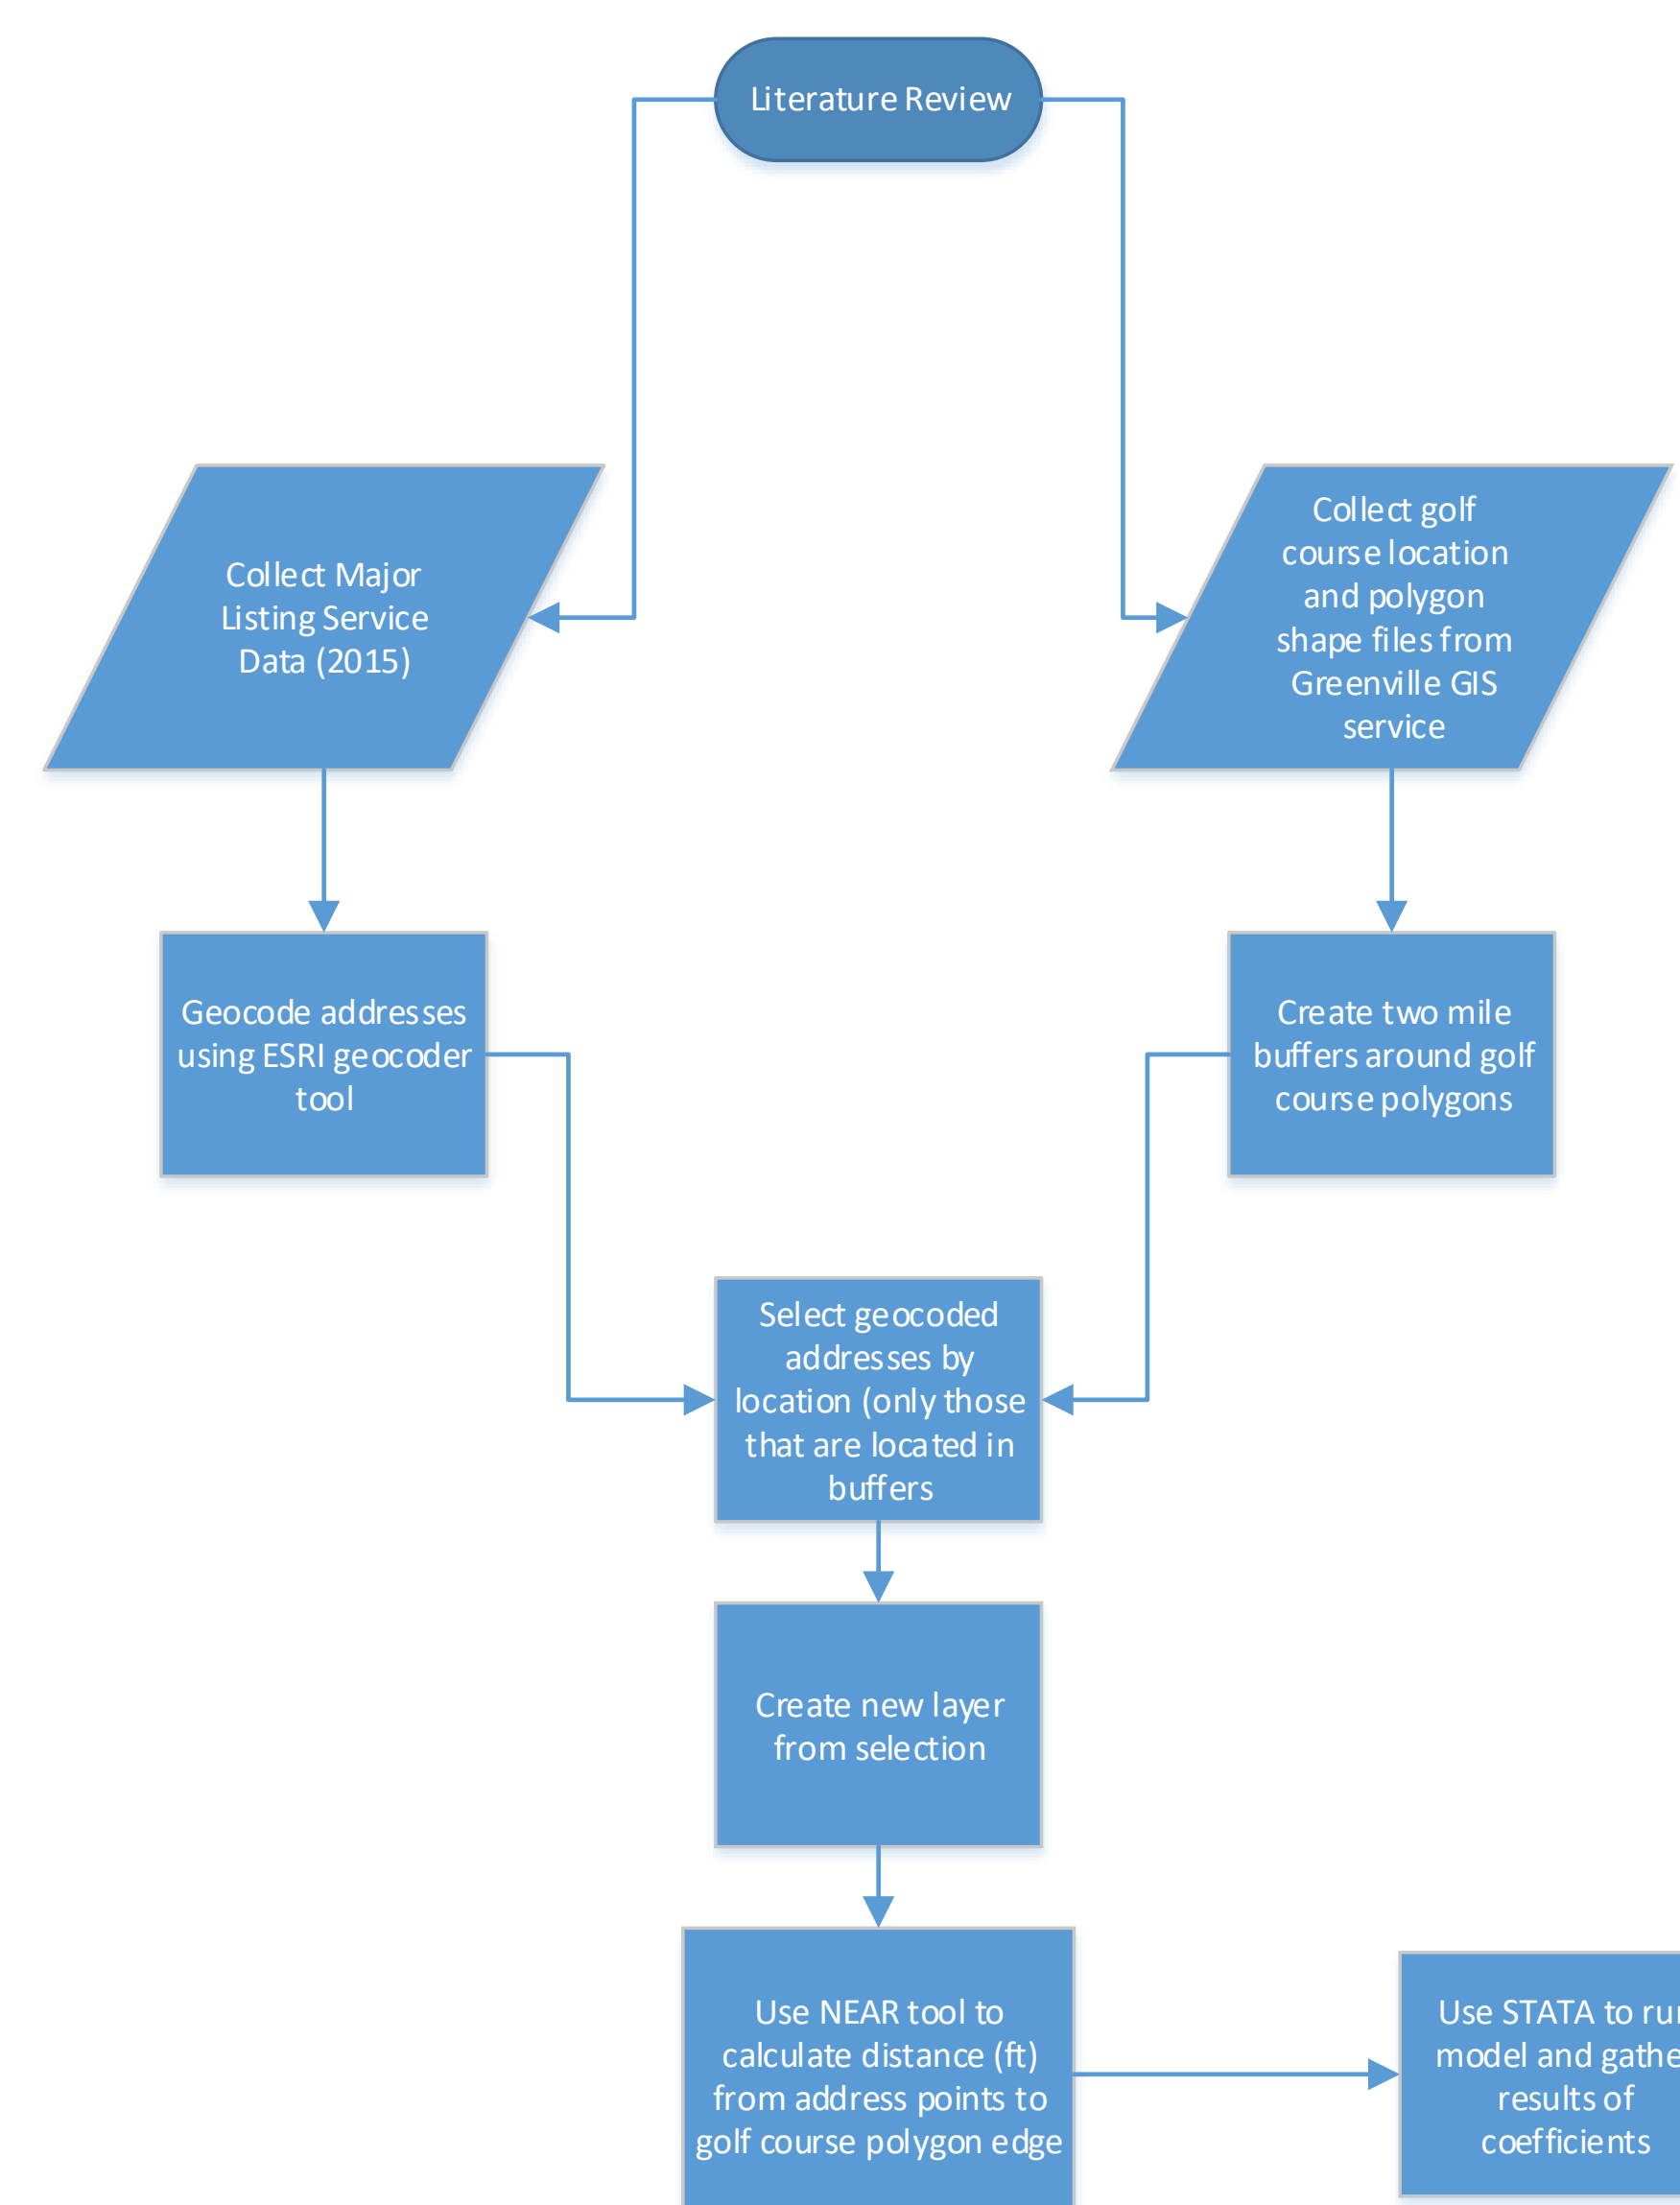 Literature Review
Collect Major
Listing Service
Data (2015)
Collect golf
course location
and polygon
shape files from
Greenville GIS
service
Geocode addresses
using ESRI geocoder
tool
Create two mile
buffers around golf
course polygons
Select geocoded
addresses by
location (only those
that are located in
buffers
Create new layer
from selection
Use NEAR tool to
calculate distance (ft)
from address points to
golf course polygon edge
Use STATA to run
model and gathe
results of
coefficients